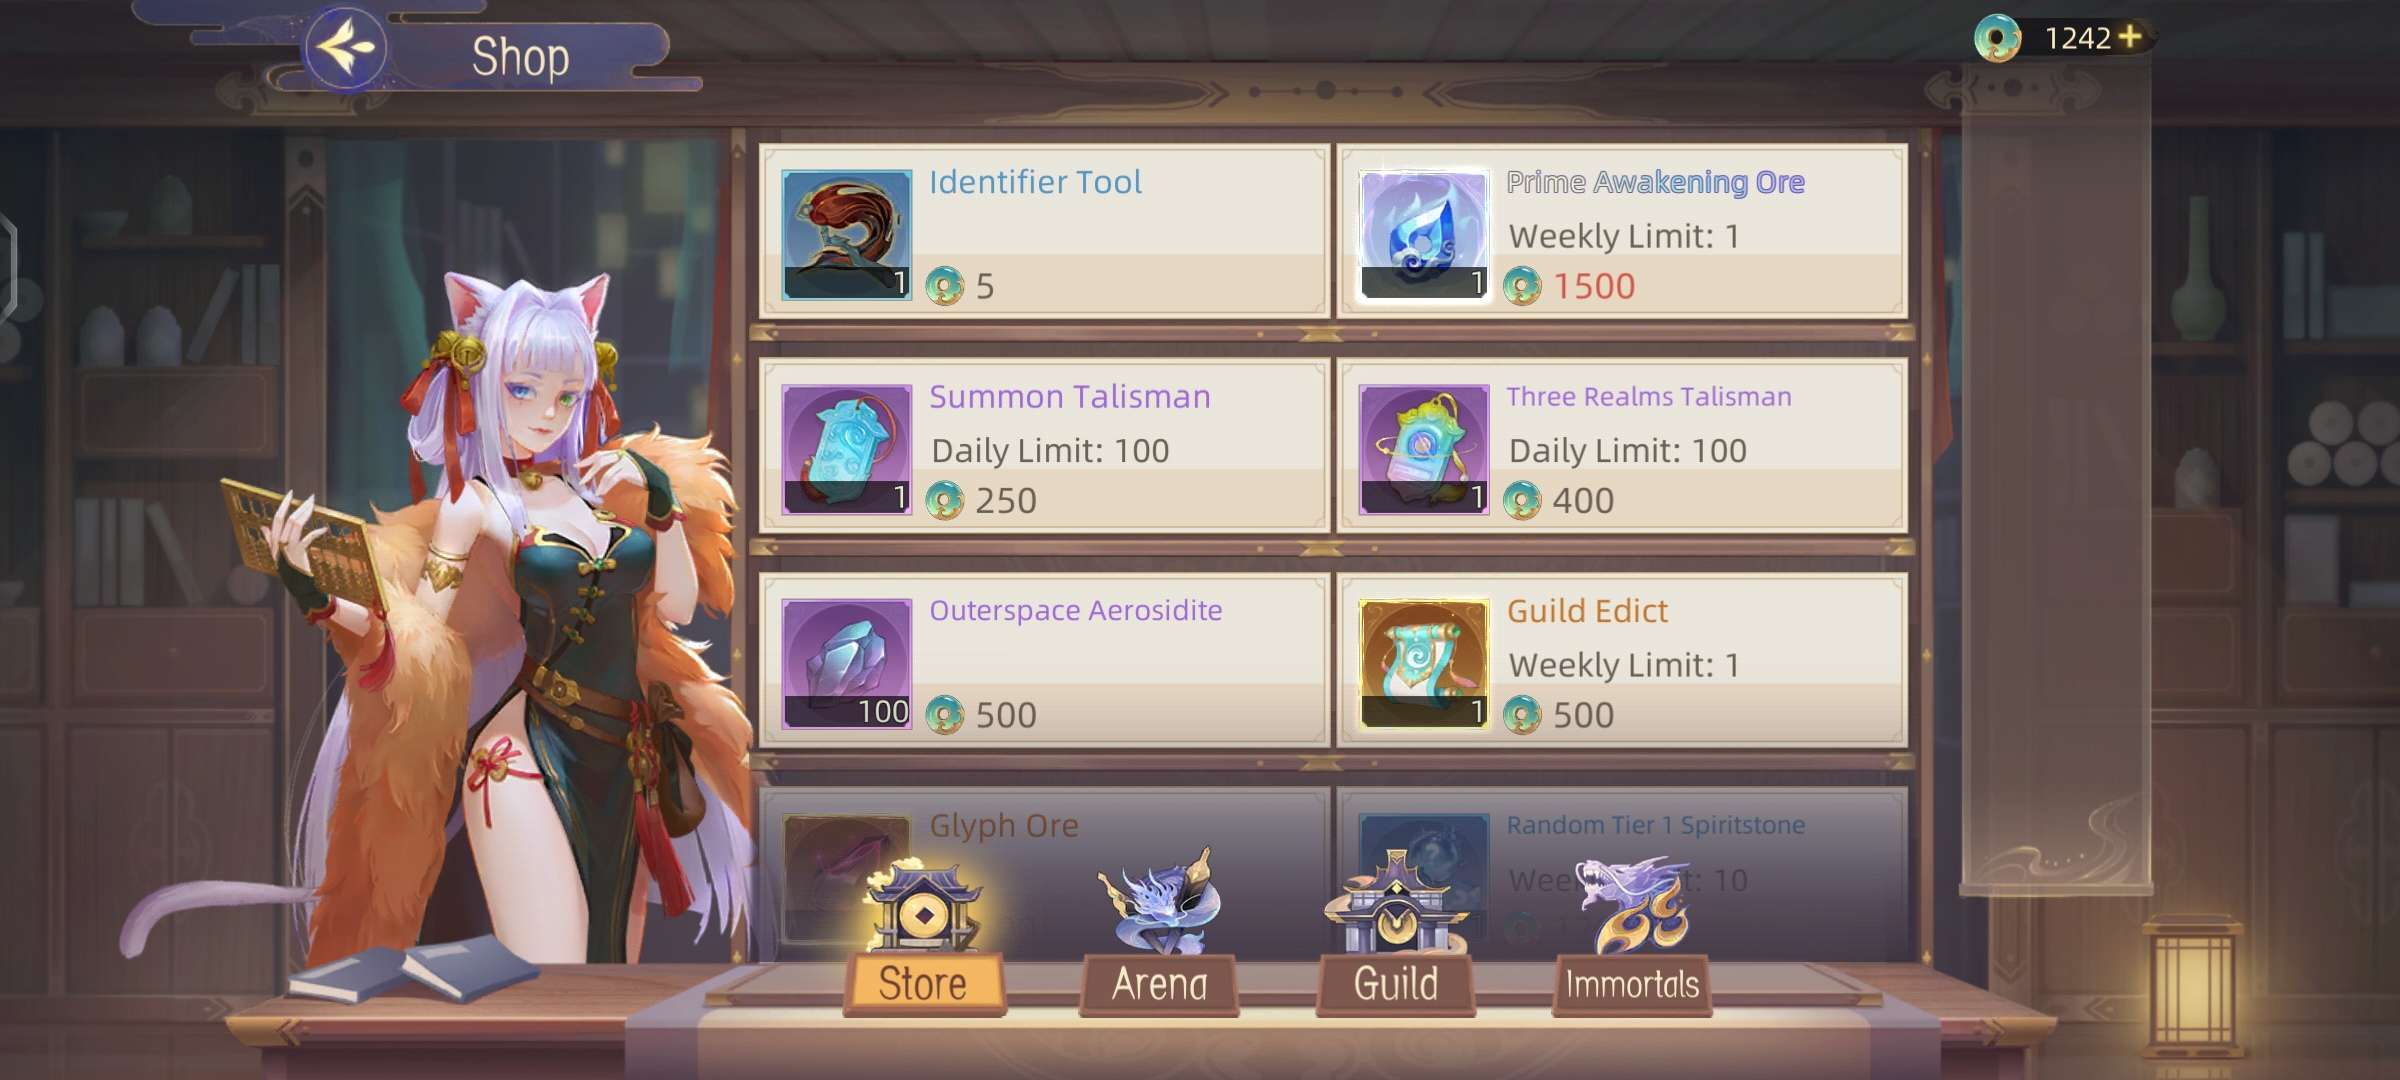 Shop
1242
Identifier Tool
1
5
Prime Awakening Ore
Weekly Limit: 1
1
1500
Summon Talisman
Daily Limit: 100
1
250
Three Realms Talisman
Daily Limit: 100
1
400
Outerspace Aerosidite
100
500
Guild Edict
Weekly Limit: 1
1
500
Glyph Ore
Random Tier 1 Spiritstone
10
Store
Arena
Guild
Immortals